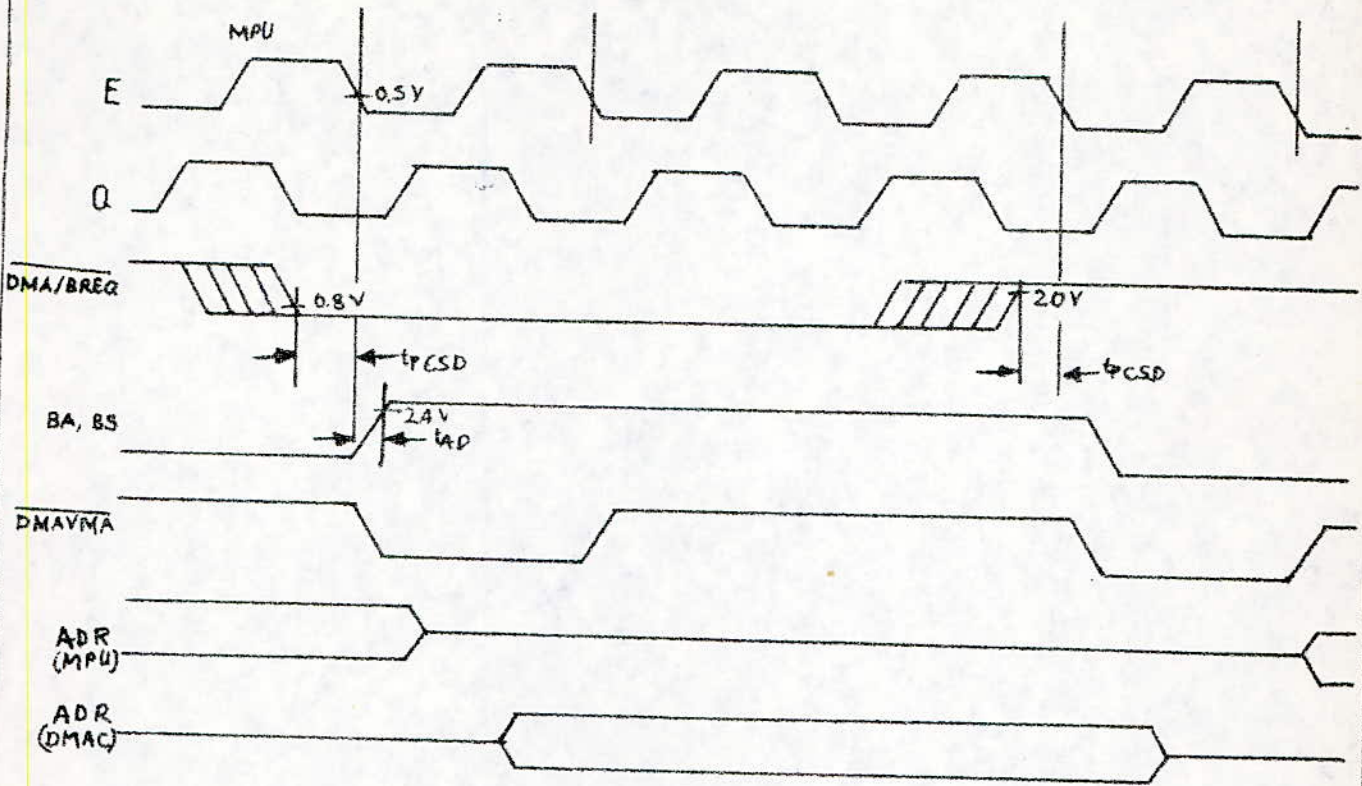 MPU
E
0.5V
Q
DMA/BREQ
0.8V
2.0V
tPCSD
tPCSD
BA, BS
2.4V
tAD
DMAVMA
ADR
(MPU)
ADR
(DMAC)